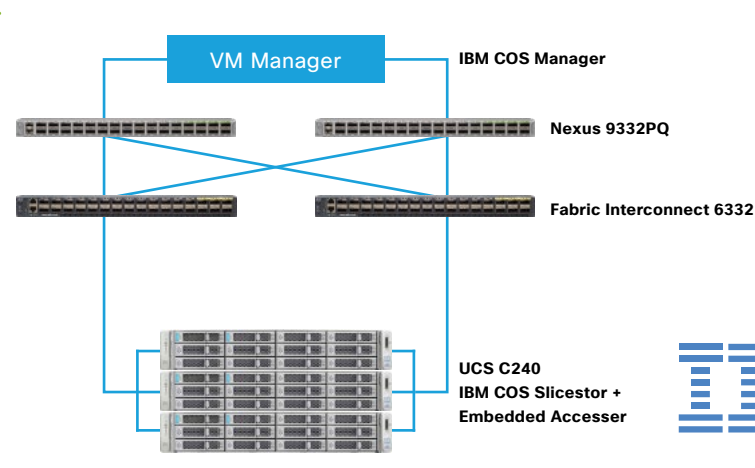 VM Manager
IBM COS Manager
Nexus 9332PQ
Fabric Interconnect 6332
UCS C240
IBM COS Slicestor +
Embedded Accesser